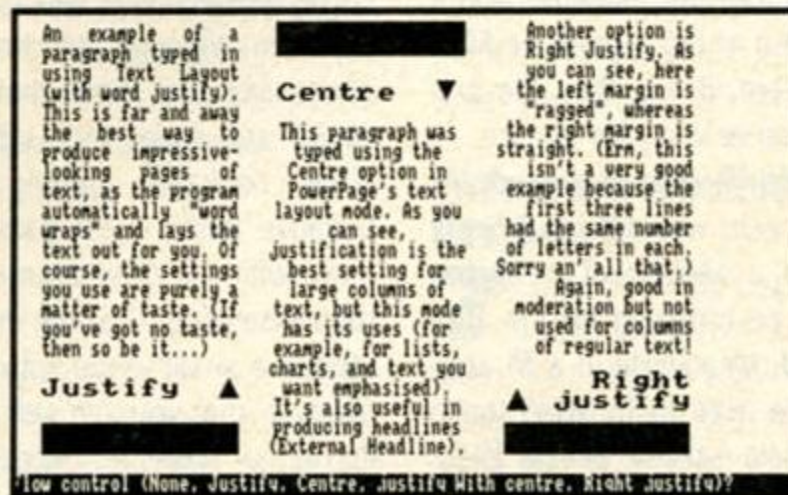 An example of a
paragraph typed in
using Text Layout
(with word justify).
This is far and away
the best way to
produce impressive-
looking pages of
text, as the program
automatically "word
wraps" and lays the
text out for you. Of
course, the settings
you use are purely a
matter of taste. (If
you've got no taste,
then so be it...)
Justify
Centre
This paragraph was
typed using the
Centre option in
PowerPage's text
layout mode. As you
can see,
justification is the
best setting for
large columns of
text, but this mode
has its uses (for
example, for lists,
charts, and text you
want emphasised).
It's also useful in
producing headlines
(External Headline).
Another option is
Right Justify. As
you can see, here
the left margin is
"ragged", whereas
the right margin is
straight. (Erm, this
isn't a very good
example because the
first three lines
had the same number
of letters in each.
Sorry an' all that.)
Again, good in
moderation but not
used for columns
of regular text!
Right
justify
low control (None, Justify, Centre, justify With centre, Right justify)?